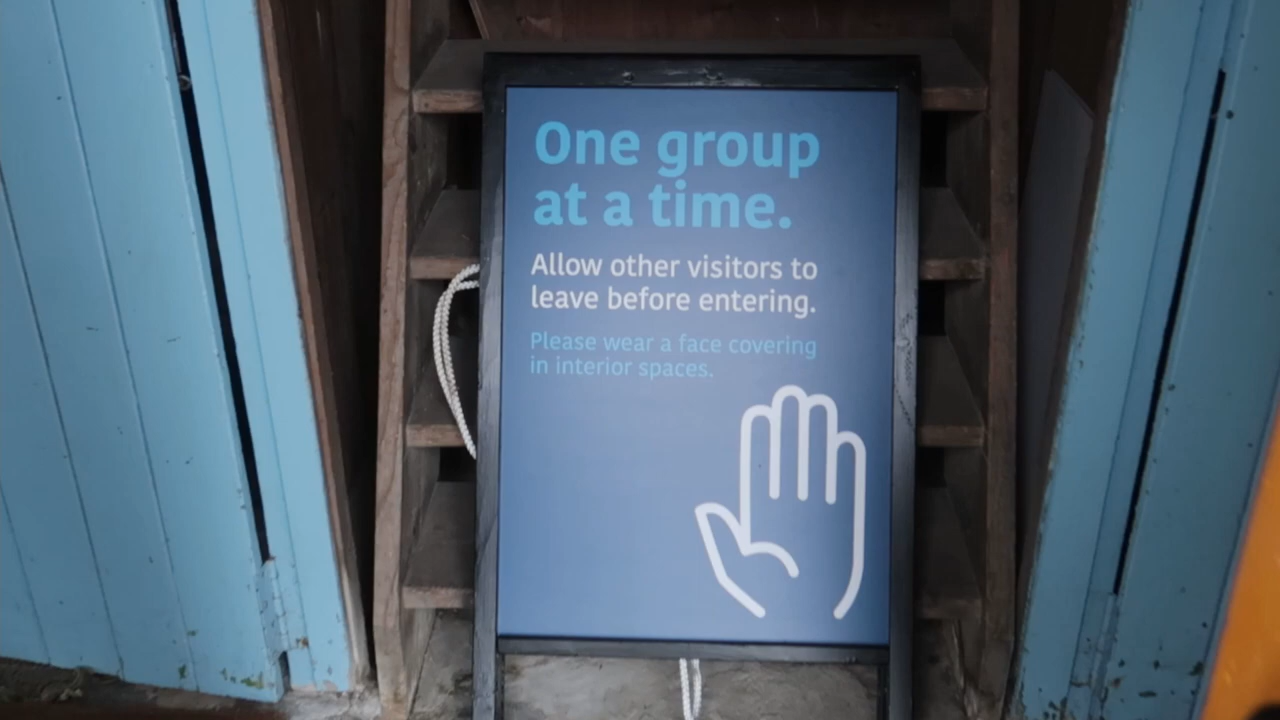 One group
at a time.
Allow other visitors to
leave before entering.
Please wear a face covering
in interior spaces.